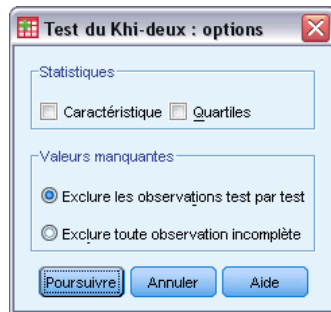 Test du Khi-deux : options
Statistiques
Caractéristique Quartiles
Valeurs manquantes
Exclure les observations test par test
Exclure toute observation incomplète
Poursuivre Annuler Aide